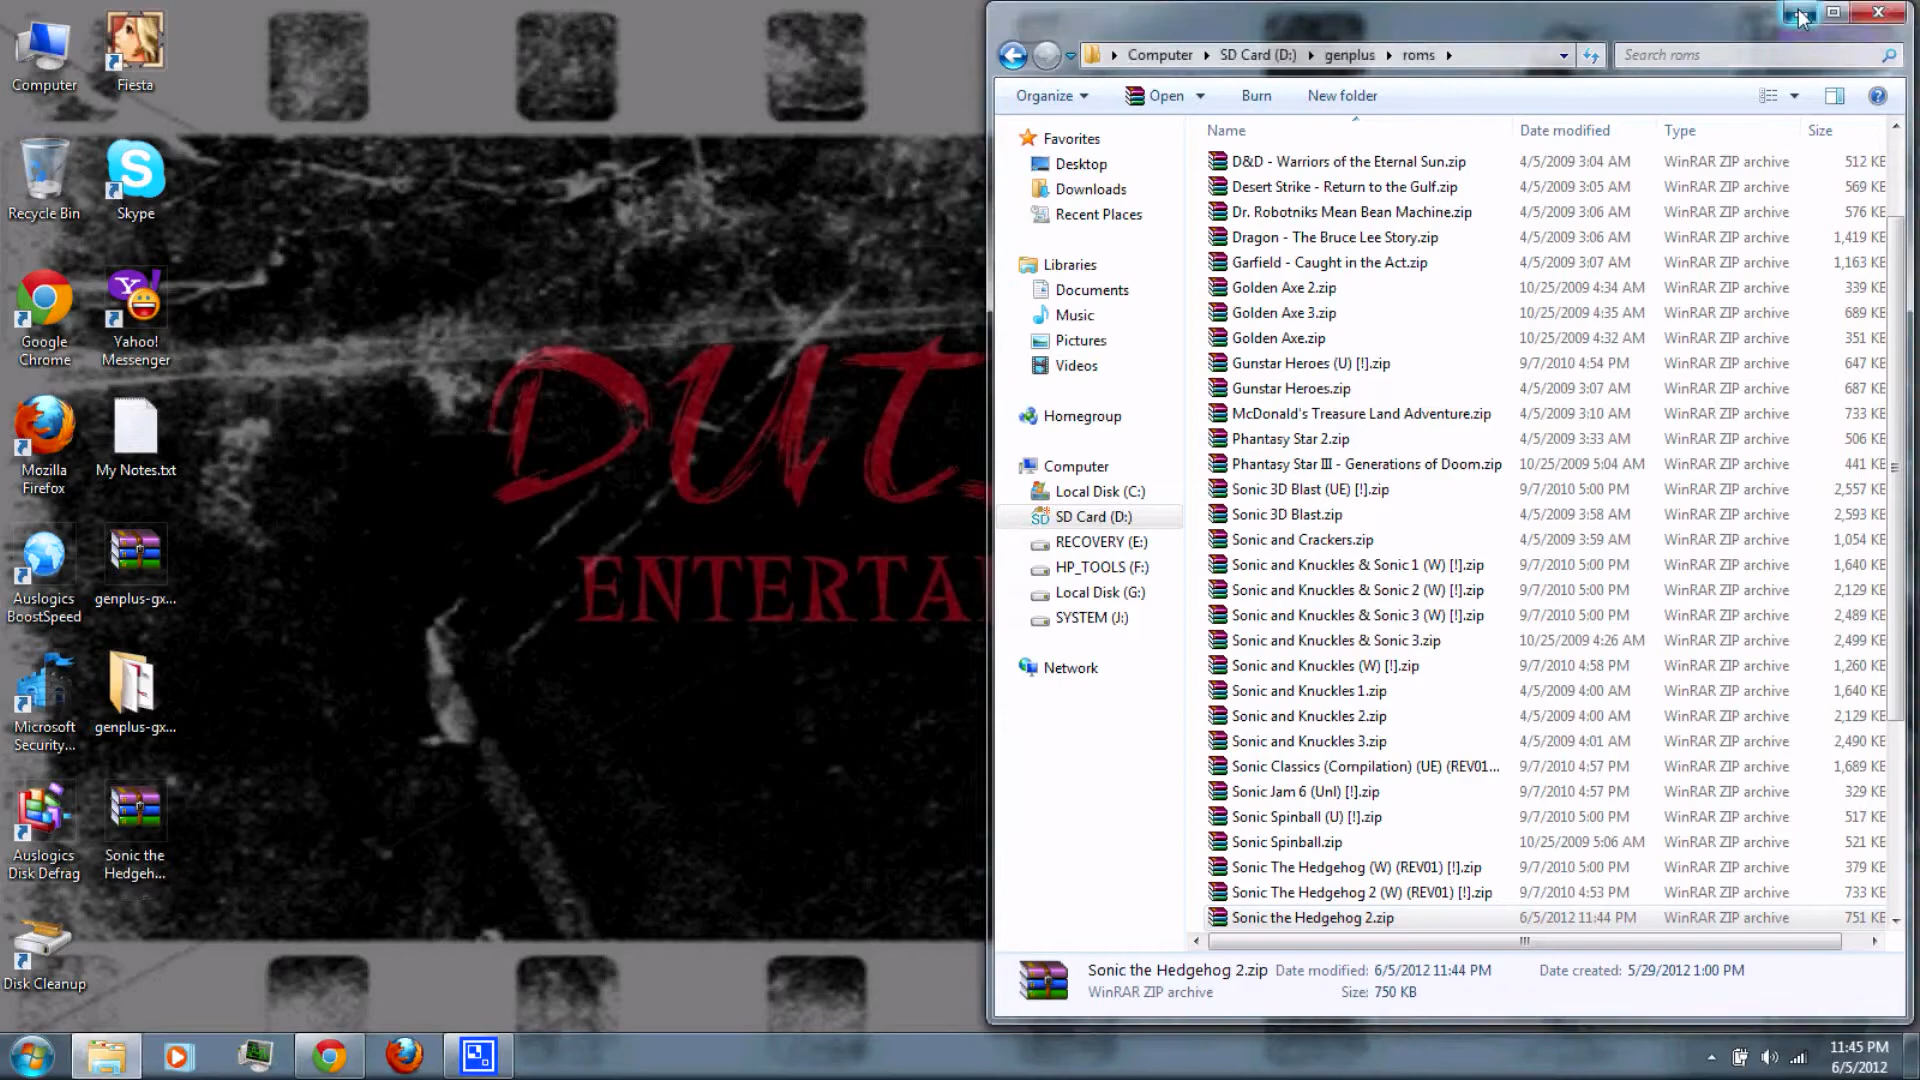 Computer
Fiesta
Recycle Bin
Skype
Google
Chrome
Yahoo!
Messenger
Mozilla
Firefox
My Notes.txt
Auslogics
BoostSpeed
genplus-gx...
Microsoft
Security...
genplus-gx...
Auslogics
Disk Defrag
Sonic the
Hedgeh...
Disk Cleanup
DUT
ENTERTA
Computer SD Card (D:) genplus roms
Search roms
Organize Open Burn New folder
Favorites
Desktop
Downloads
Recent Places
Libraries
Documents
Music
Pictures
Videos
Homegroup
Computer
Local Disk (C:)
SD Card (D:)
RECOVERY (E:)
HP_TOOLS (F:)
Local Disk (G:)
SYSTEM (J:)
Network
Name Date modified Type Size
D&D - Warriors of the Eternal Sun.zip 4/5/2009 3:04 AM WinRAR ZIP archive 512 KB
Desert Strike - Return to the Gulf.zip 4/5/2009 3:05 AM WinRAR ZIP archive 569 KB
Dr. Robotniks Mean Bean Machine.zip 4/5/2009 3:06 AM WinRAR ZIP archive 576 KB
Dragon - The Bruce Lee Story.zip 4/5/2009 3:06 AM WinRAR ZIP archive 1,419 KB
Garfield - Caught in the Act.zip 4/5/2009 3:07 AM WinRAR ZIP archive 1,163 KB
Golden Axe 2.zip 10/25/2009 4:34 AM WinRAR ZIP archive 339 KB
Golden Axe 3.zip 10/25/2009 4:35 AM WinRAR ZIP archive 689 KB
Golden Axe.zip 10/25/2009 4:32 AM WinRAR ZIP archive 351 KB
Gunstar Heroes (U) [!].zip 9/7/2010 4:54 PM WinRAR ZIP archive 647 KB
Gunstar Heroes.zip 4/5/2009 3:07 AM WinRAR ZIP archive 687 KB
McDonald's Treasure Land Adventure.zip 4/5/2009 3:10 AM WinRAR ZIP archive 733 KB
Phantasy Star 2.zip 4/5/2009 3:33 AM WinRAR ZIP archive 506 KB
Phantasy Star III - Generations of Doom.zip 10/25/2009 5:04 AM WinRAR ZIP archive 441 KB
Sonic 3D Blast (UE) [!].zip 9/7/2010 5:00 PM WinRAR ZIP archive 2,557 KB
Sonic 3D Blast.zip 4/5/2009 3:58 AM WinRAR ZIP archive 2,593 KB
Sonic and Crackers.zip 4/5/2009 3:59 AM WinRAR ZIP archive 1,054 KB
Sonic and Knuckles & Sonic 1 (W) [!].zip 9/7/2010 5:00 PM WinRAR ZIP archive 1,640 KB
Sonic and Knuckles & Sonic 2 (W) [!].zip 9/7/2010 5:00 PM WinRAR ZIP archive 2,129 KB
Sonic and Knuckles & Sonic 3 (W) [!].zip 9/7/2010 5:00 PM WinRAR ZIP archive 2,489 KB
Sonic and Knuckles & Sonic 3.zip 10/25/2009 4:26 AM WinRAR ZIP archive 2,499 KB
Sonic and Knuckles (W) [!].zip 9/7/2010 4:58 PM WinRAR ZIP archive 1,260 KB
Sonic and Knuckles 1.zip 4/5/2009 4:00 AM WinRAR ZIP archive 1,640 KB
Sonic and Knuckles 2.zip 4/5/2009 4:00 AM WinRAR ZIP archive 2,129 KB
Sonic and Knuckles 3.zip 4/5/2009 4:01 AM WinRAR ZIP archive 2,490 KB
Sonic Classics (Compilation) (UE) (REV01... 9/7/2010 4:57 PM WinRAR ZIP archive 1,689 KB
Sonic Jam 6 (Unl) [!].zip 9/7/2010 4:57 PM WinRAR ZIP archive 329 KB
Sonic Spinball (U) [!].zip 9/7/2010 5:00 PM WinRAR ZIP archive 517 KB
Sonic Spinball.zip 10/25/2009 5:06 AM WinRAR ZIP archive 521 KB
Sonic The Hedgehog (W) (REV01) [!].zip 9/7/2010 5:00 PM WinRAR ZIP archive 379 KB
Sonic The Hedgehog 2 (W) (REV01) [!].zip 9/7/2010 4:53 PM WinRAR ZIP archive 733 KB
Sonic the Hedgehog 2.zip 6/5/2012 11:44 PM WinRAR ZIP archive 751 KB
Sonic the Hedgehog 2.zip Date modified: 6/5/2012 11:44 PM Date created: 5/29/2012 1:00 PM
WinRAR ZIP archive Size: 750 KB
11:45 PM
6/5/2012